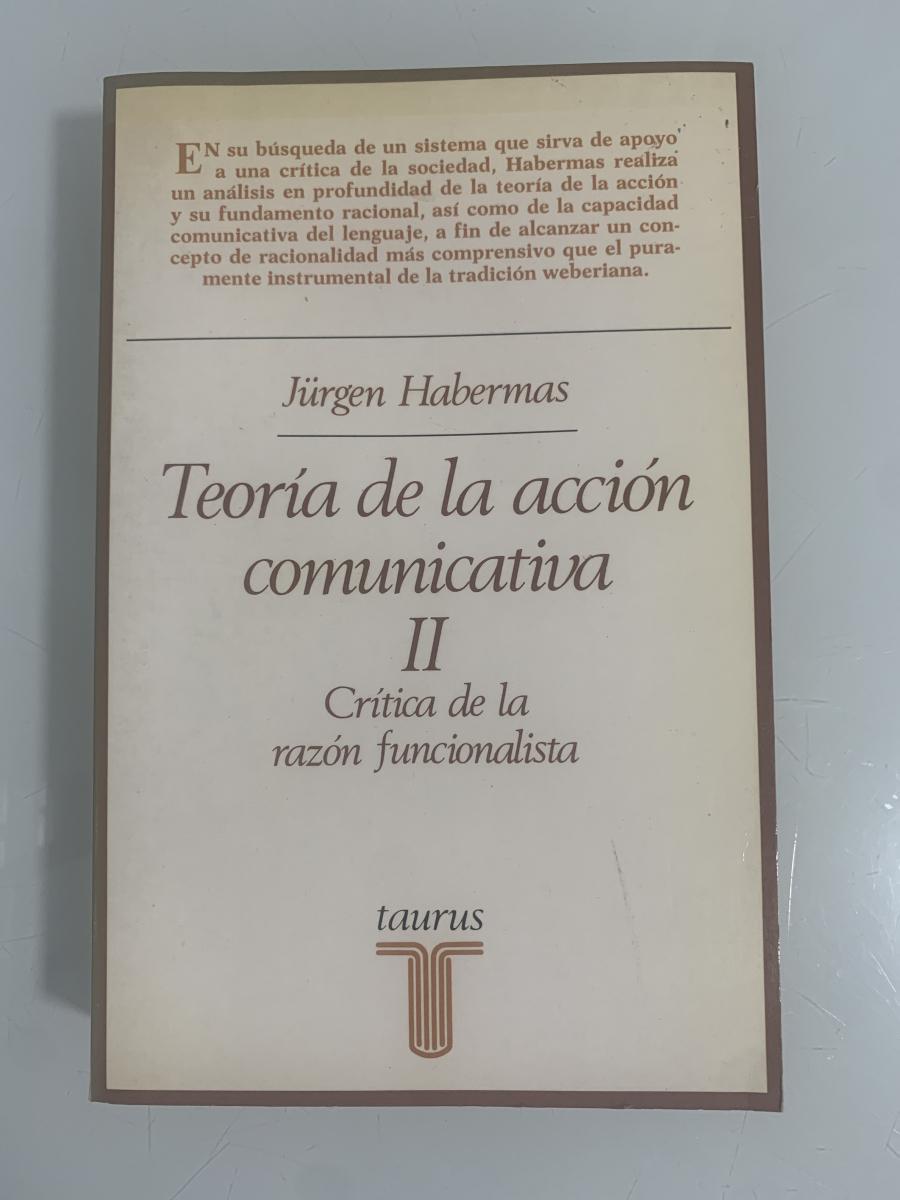 EN su búsqueda de un sistema que sirva de apoyo
a una crítica de la sociedad, Habermas realiza
un análisis en profundidad de la teoría de la acción
y su fundamento racional, así como de la capacidad
comunicativa del lenguaje, a fin de alcanzar un con-
cepto de racionalidad más comprensivo que el pura-
mente instrumental de la tradición weberiana.
Jürgen Habermas
Teoría de la acción
comunicativa
II
Crítica de la
razón funcionalista
taurus